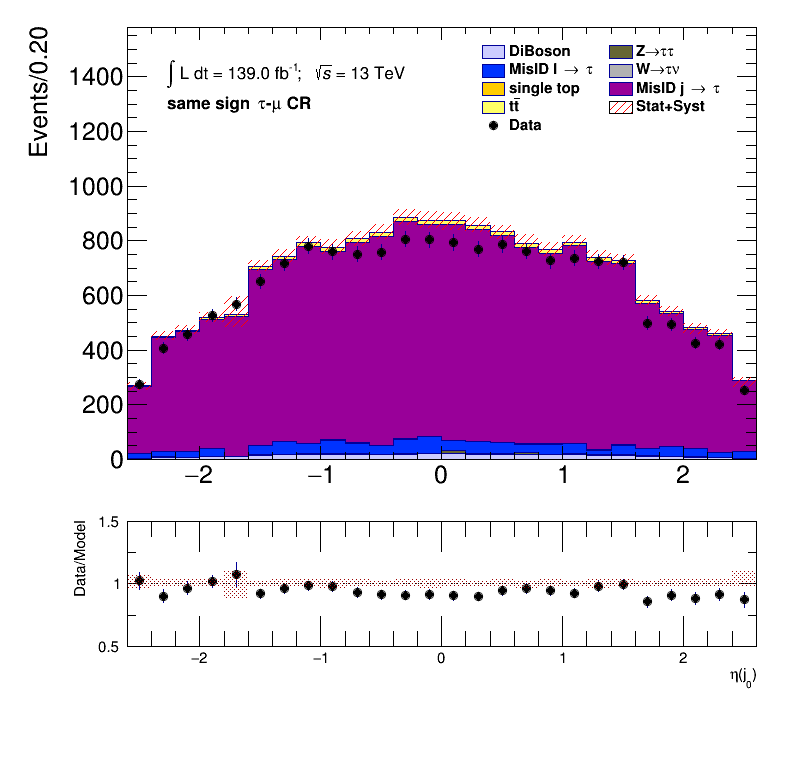 Events/0.20
∫ L dt = 139.0 fb⁻¹; √s = 13 TeV
same sign τ-μ CR
DiBoson
MisID l → τ
single top
tt̄
Data
Z→ττ
W→τν
MisID j → τ
Stat+Syst
1400
1200
1000
800
600
400
200
0
−2 −1 0 1 2
Data/Model
1.5
1
0.5
−2 −1 0 1 2
η(j₀)